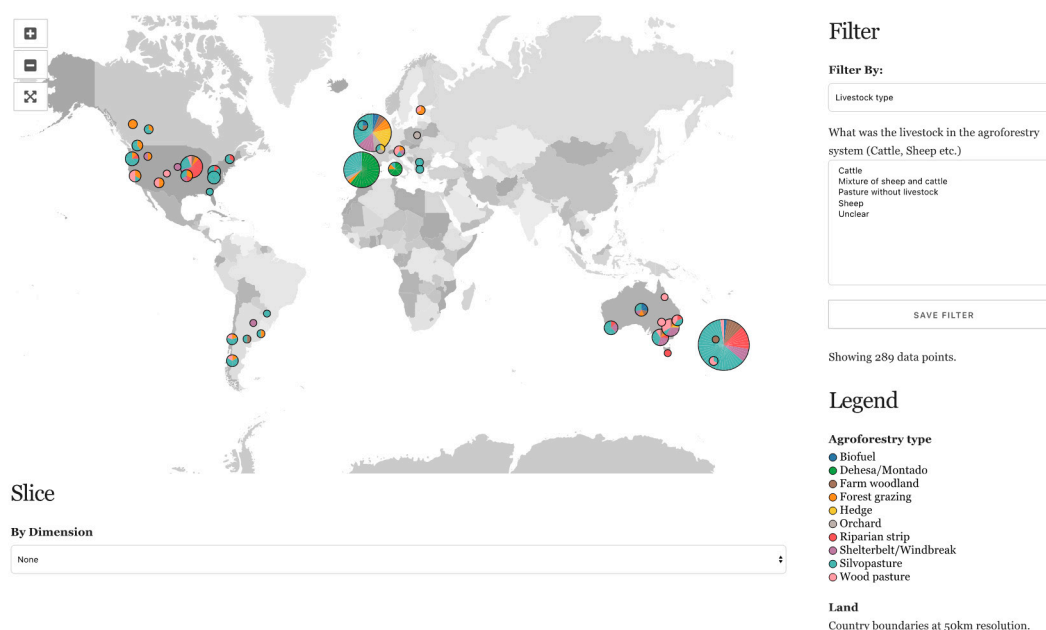 Filter
Filter By:
Livestock type
What was the livestock in the agroforestry
system (Cattle, Sheep etc.)
Cattle
Mixture of sheep and cattle
Pasture without livestock
Sheep
Unclear
SAVE FILTER
Showing 289 data points.
Legend
Agroforestry type
Biofuel
Dehesa/Montado
Farm woodland
Forest grazing
Hedge
Orchard
Riparian strip
Shelterbelt/Windbreak
Silvopasture
Wood pasture
Land
Country boundaries at 50km resolution.
Slice
By Dimension
None